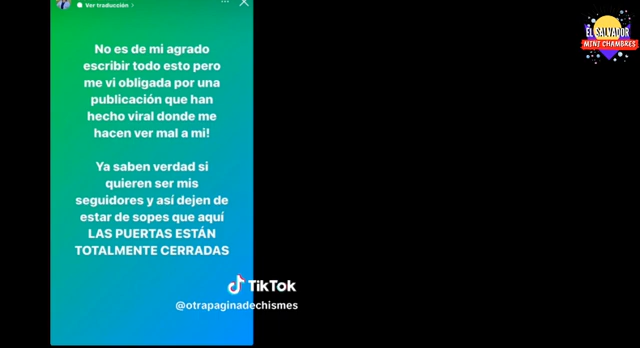 Ver traducción
No es de mi agrado
escribir todo esto pero
me vi obligada por una
publicación que han
hecho viral donde me
hacen ver mal a mi!
Ya saben verdad si
quieren ser mis
seguidores y así dejen de
estar de sopes que aquí
LAS PUERTAS ESTÁN
TOTALMENTE CERRADAS
TikTok
@otrapaginadechismes
EL SALVADOR
MINI CHAMBRES